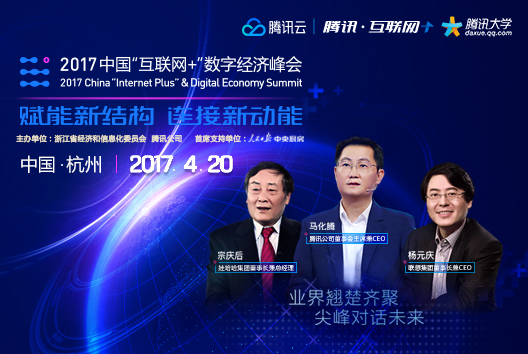 腾讯云 腾讯·互联网+ 腾讯大学
daxue.qq.com
2017中国“互联网+”数字经济峰会
2017 China "Internet Plus" & Digital Economy Summit
赋能新结构 连接新动能
主办单位：浙江省经济和信息化委员会 腾讯公司 首席支持单位：人民日报 中央厨房
中国·杭州 2017. 4. 20
马化腾
腾讯公司董事会主席兼CEO
宗庆后
娃哈哈集团董事长兼总经理
杨元庆
联想集团董事长兼CEO
业界翘楚齐聚
尖峰对话未来